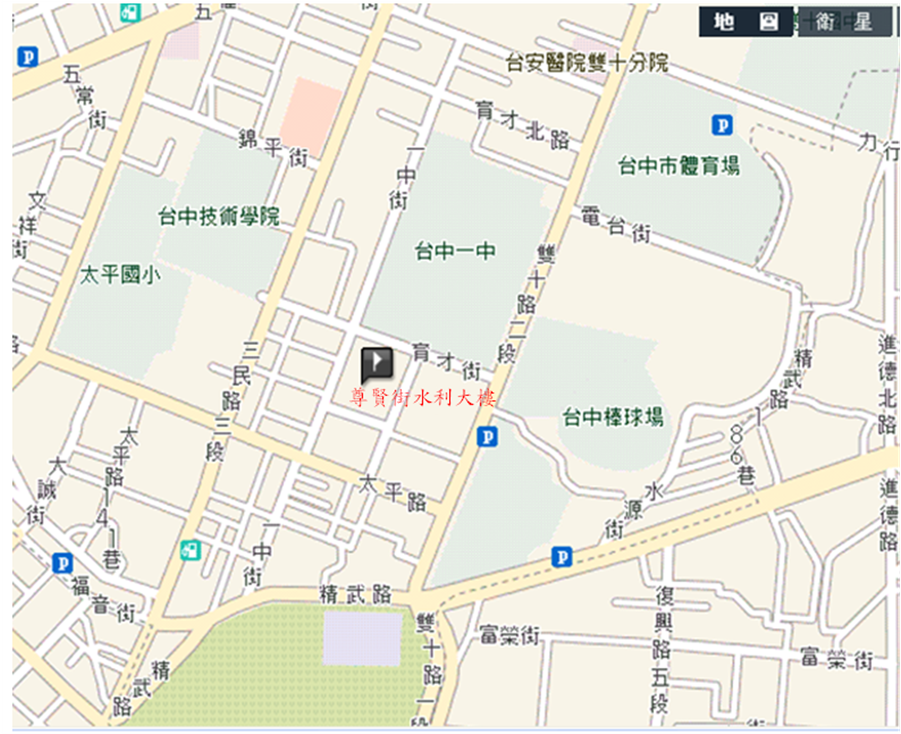 地 圖 衛 星
台安醫院雙十分院
五常街
育才北路
錦平街
一中街
台中市體育場
力行
文祥街
台中技術學院
電台街
台中一中
太平國小
雙十路二段
育才街
尊賢街水利大樓
三民路三段
精武路
進德北路
台中棒球場
186巷
太平路
太平路141巷
大誠街
水源街
進德路
一中街
福音街
精武路
復興路五段
富榮街
雙十路一段
富榮街
精武路
街
P
P
P
P
P